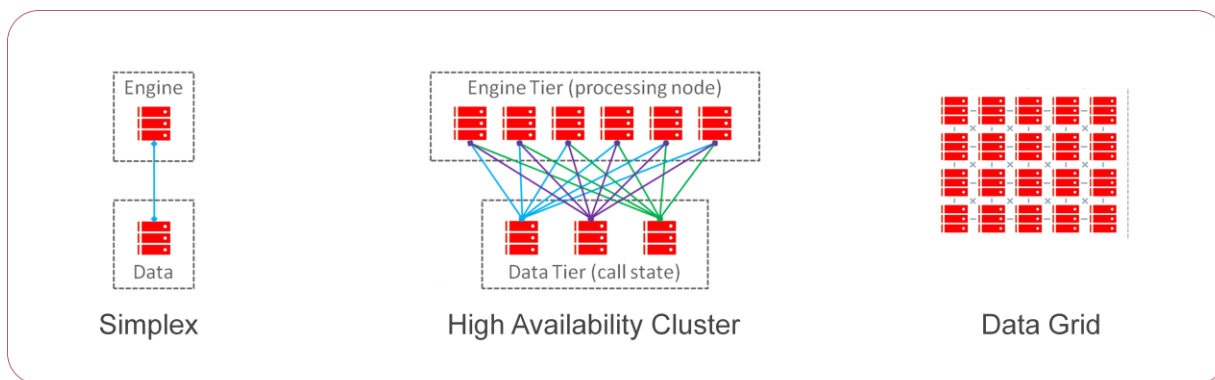 Engine
Data
Simplex
Engine Tier (processing node)
Data Tier (call state)
High Availability Cluster
Data Grid